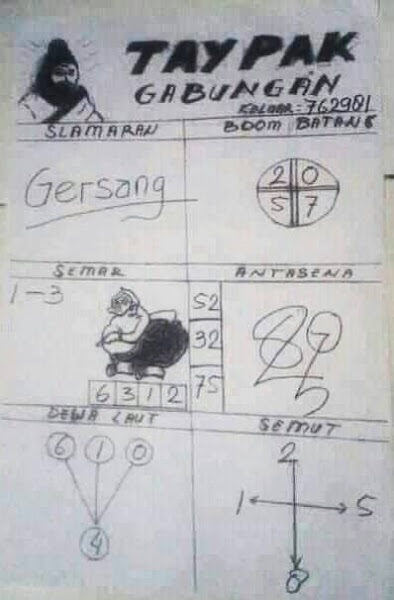 TAYPAK
GABUNGAN
KELUAR: 762981
SLAMARAN
BOOM BATANG
Gersang
2 0
5 7
SEMAR
ANTASENA
1-3
52
32
75
6 3 1 2
DEWA LAUT
SEMUT
6 1 0
4
2
1 5
8